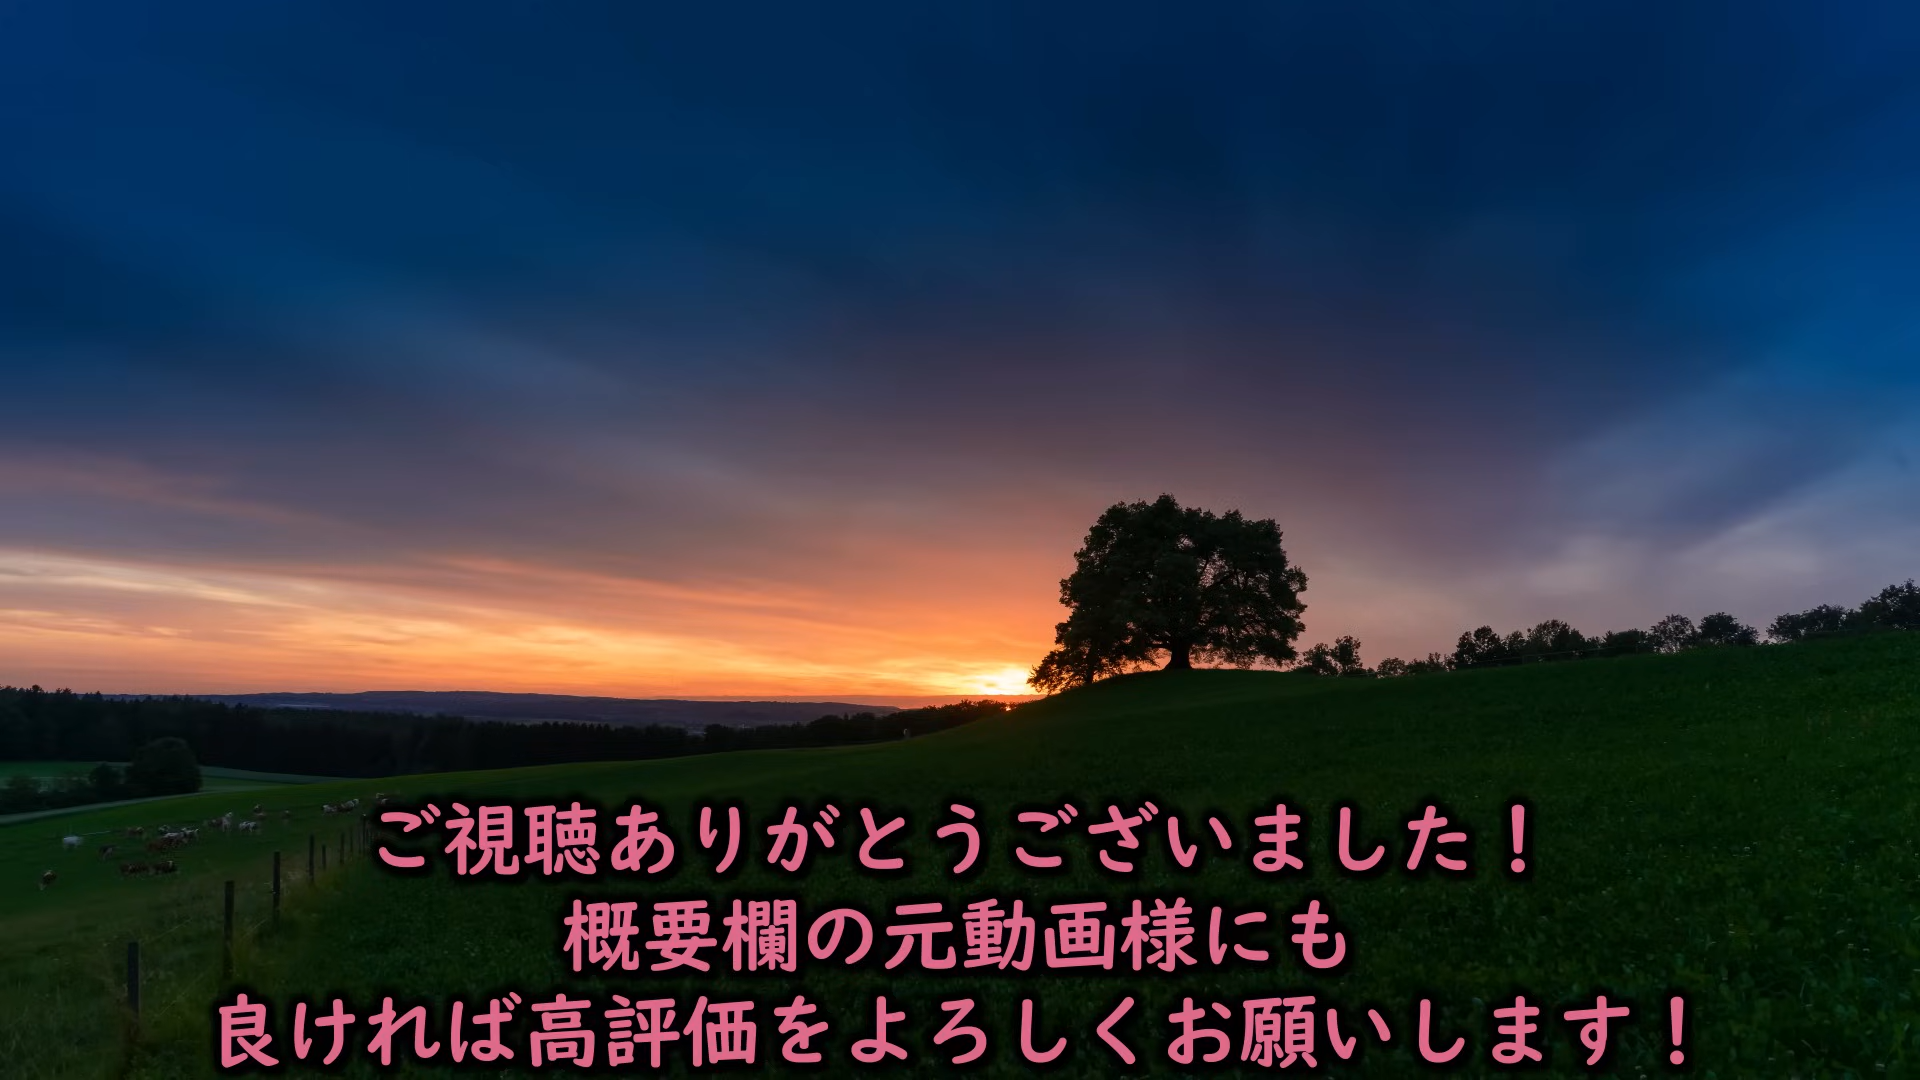 ご視聴ありがとうございました！
概要欄の元動画様にも
良ければ高評価をよろしくお願いします！